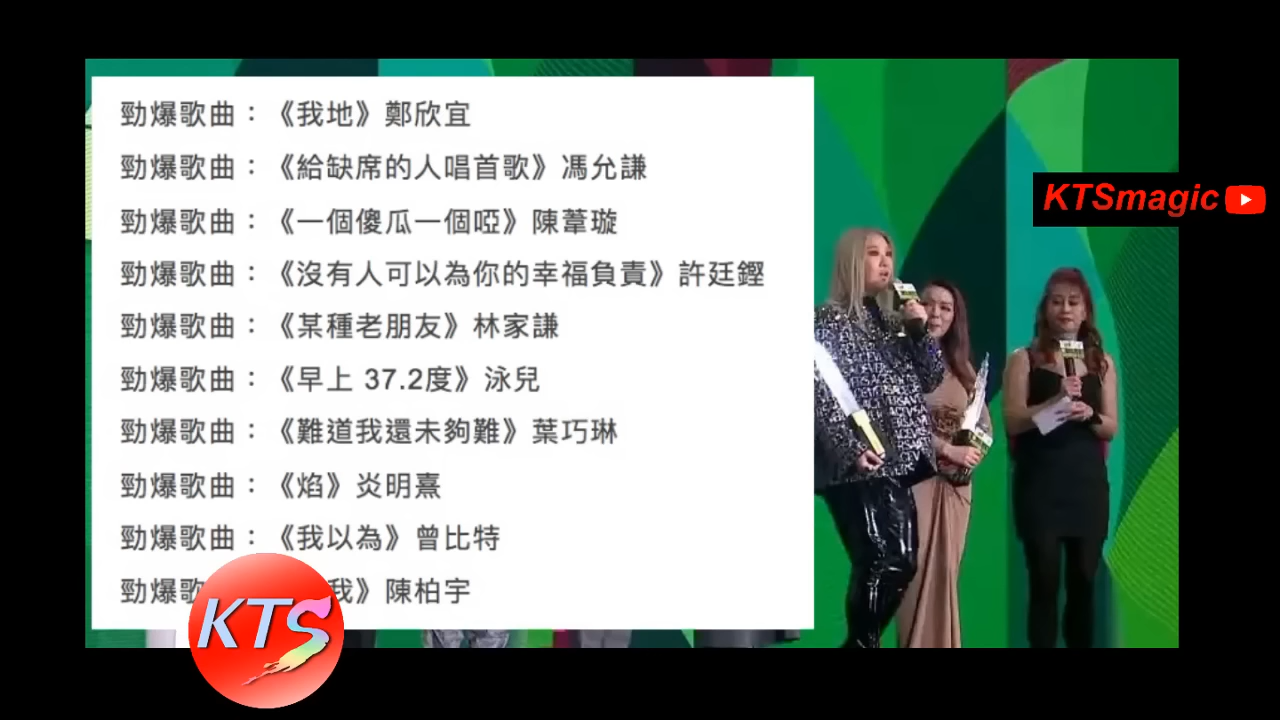 勁爆歌曲：《我地》鄭欣宜
勁爆歌曲：《給缺席的人唱首歌》馮允謙
勁爆歌曲：《一個傻瓜一個啞》陳葦璇
勁爆歌曲：《沒有人可以為你的幸福負責》許廷鏗
勁爆歌曲：《某種老朋友》林家謙
勁爆歌曲：《早上 37.2度》泳兒
勁爆歌曲：《難道我還未夠難》葉巧琳
勁爆歌曲：《焰》炎明熹
勁爆歌曲：《我以為》曾比特
勁爆歌 我》陳柏宇
KTS
KTSmagic